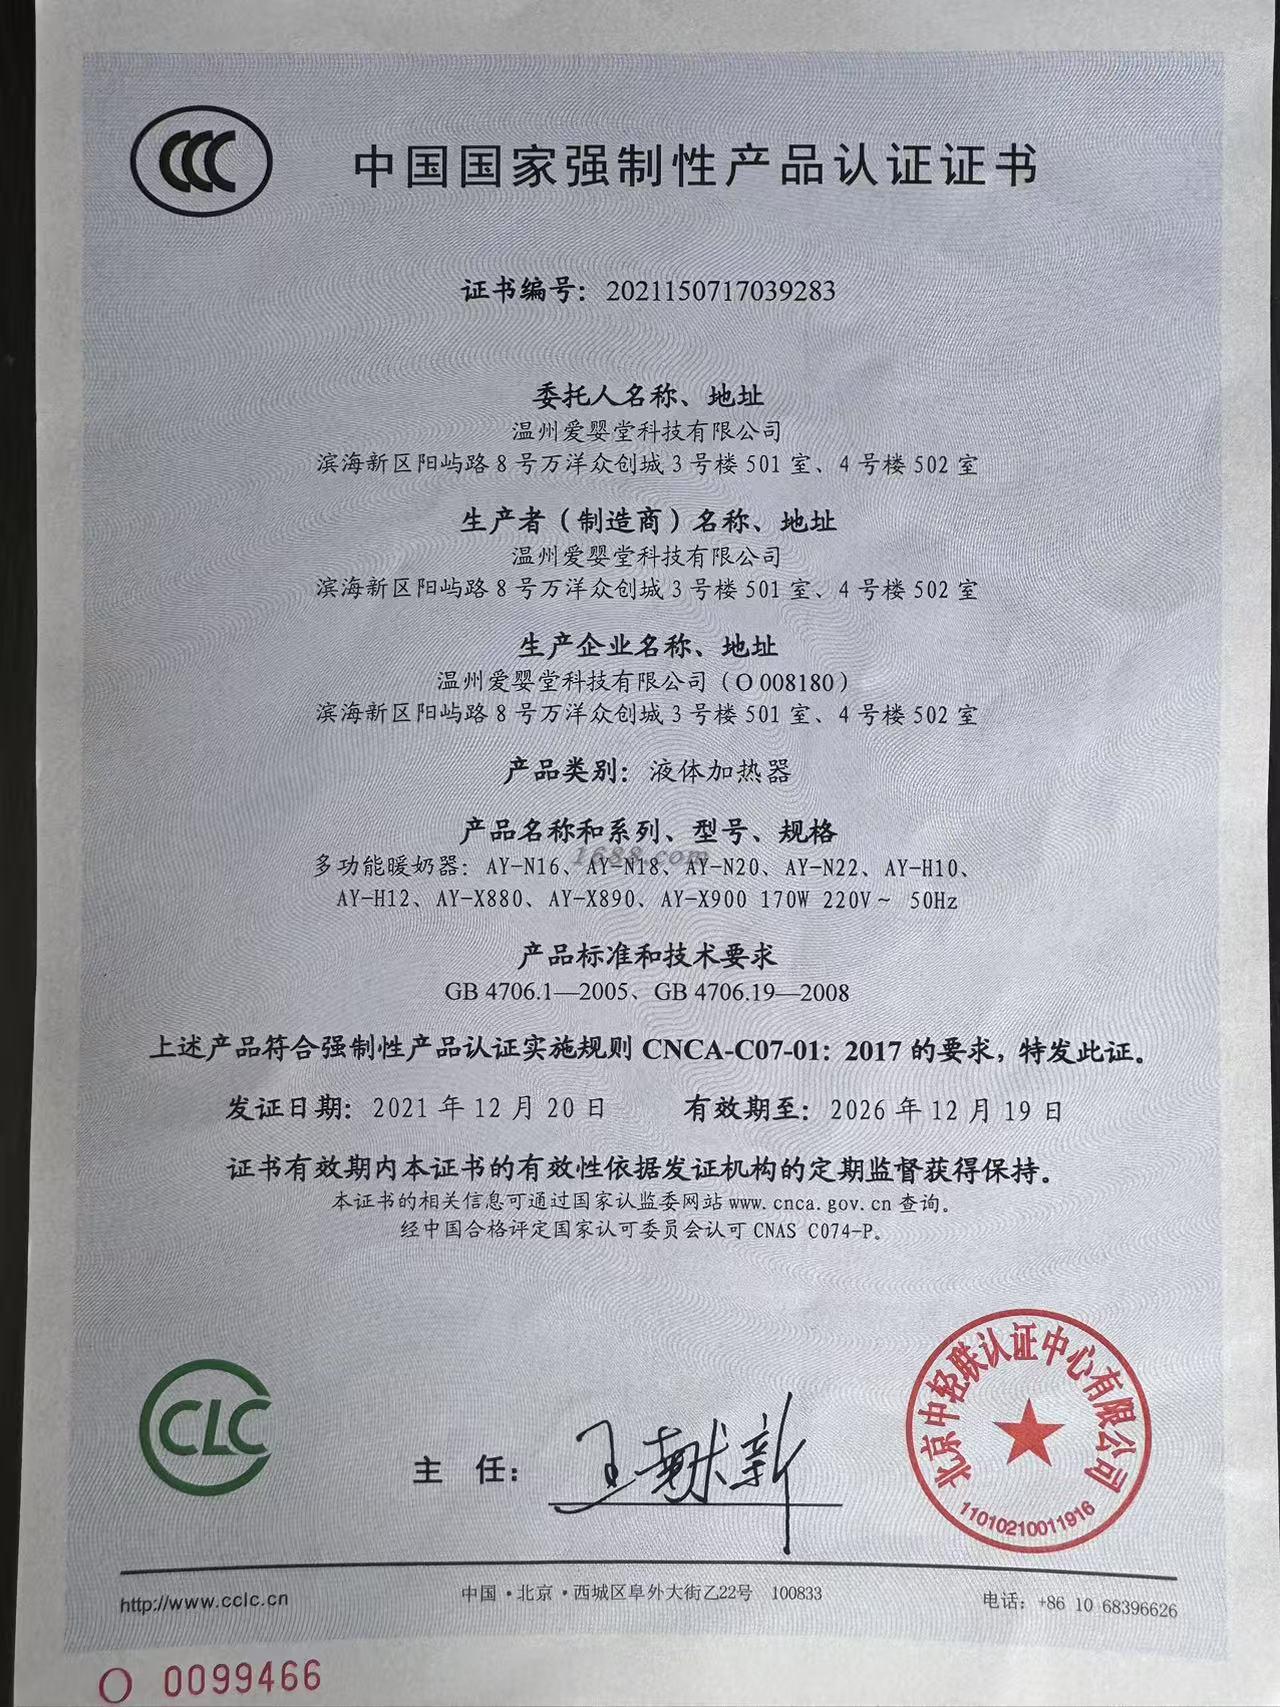 CCC
中国国家强制性产品认证证书
证书编号：2021150717039283
委托人名称、地址
温州爱婴堂科技有限公司
滨海新区阳屿路8号万洋众创城3号楼501室、4号楼502室
生产者（制造商）名称、地址
温州爱婴堂科技有限公司
滨海新区阳屿路8号万洋众创城3号楼501室、4号楼502室
生产企业名称、地址
温州爱婴堂科技有限公司（O 008180）
滨海新区阳屿路8号万洋众创城3号楼501室、4号楼502室
产品类别：液体加热器
产品名称和系列、型号、规格
1688.com
多功能暖奶器：AY-N16、AY-N18、AY-N20、AY-N22、AY-H10、
AY-H12、AY-X880、AY-X890、AY-X900 170W 220V~ 50Hz
产品标准和技术要求
GB 4706.1—2005、GB 4706.19—2008
上述产品符合强制性产品认证实施规则 CNCA-C07-01：2017 的要求，特发此证。
发证日期：2021 年 12 月 20 日 有效期至：2026 年 12 月 19 日
证书有效期内本证书的有效性依据发证机构的定期监督获得保持。
本证书的相关信息可通过国家认监委网站 www.cnca.gov.cn 查询。
经中国合格评定国家认可委员会认可 CNAS C074-P。
CLC
主 任：王献新
北京中轻联认证中心有限公司
11010210011916
http://www.cclc.cn 中国·北京·西城区阜外大街乙22号 100833 电话：+86 10 68396626
O 0099466